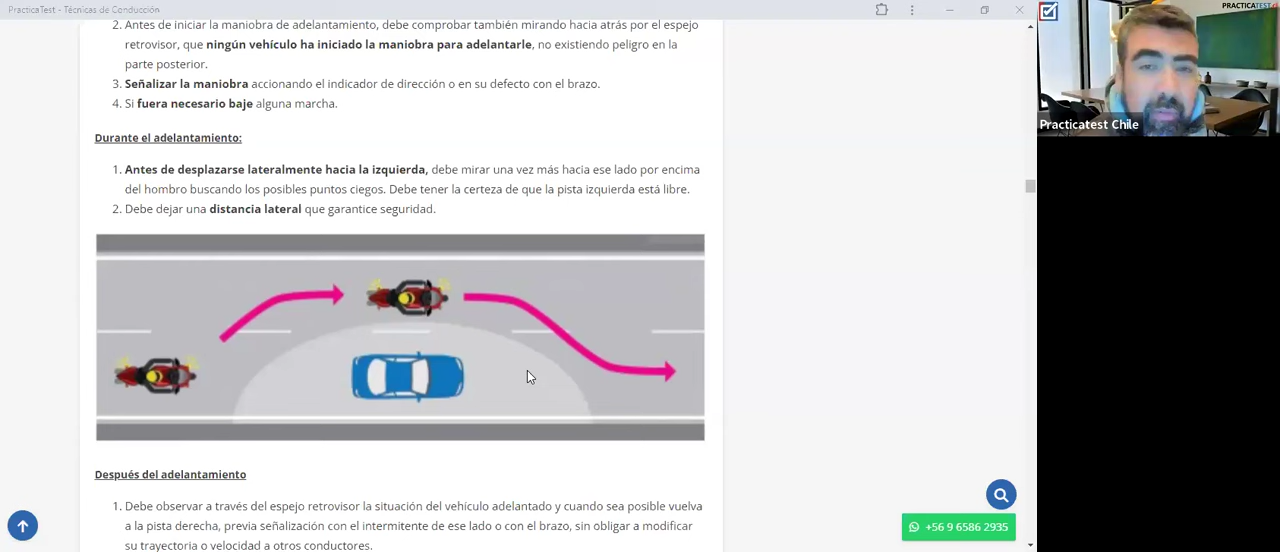 PracticaTest - Técnicas de Conducción
2. Antes de iniciar la maniobra de adelantamiento, debe comprobar también mirando hacia atrás por el espejo
retrovisor, que ningún vehículo ha iniciado la maniobra para adelantarle, no existiendo peligro en la
parte posterior.
3. Señalizar la maniobra accionando el indicador de dirección o en su defecto con el brazo.
4. Si fuera necesario baje alguna marcha.
Durante el adelantamiento:
1. Antes de desplazarse lateralmente hacia la izquierda, debe mirar una vez más hacia ese lado por encima
del hombro buscando los posibles puntos ciegos. Debe tener la certeza de que la pista izquierda está libre.
2. Debe dejar una distancia lateral que garantice seguridad.
Después del adelantamiento
1. Debe observar a través del espejo retrovisor la situación del vehículo adelantado y cuando sea posible vuelva
a la pista derecha, previa señalización con el intermitente de ese lado o con el brazo, sin obligar a modificar
su trayectoria o velocidad a otros conductores.
+56 9 6586 2935
PRACTICATEST
Practicatest Chile